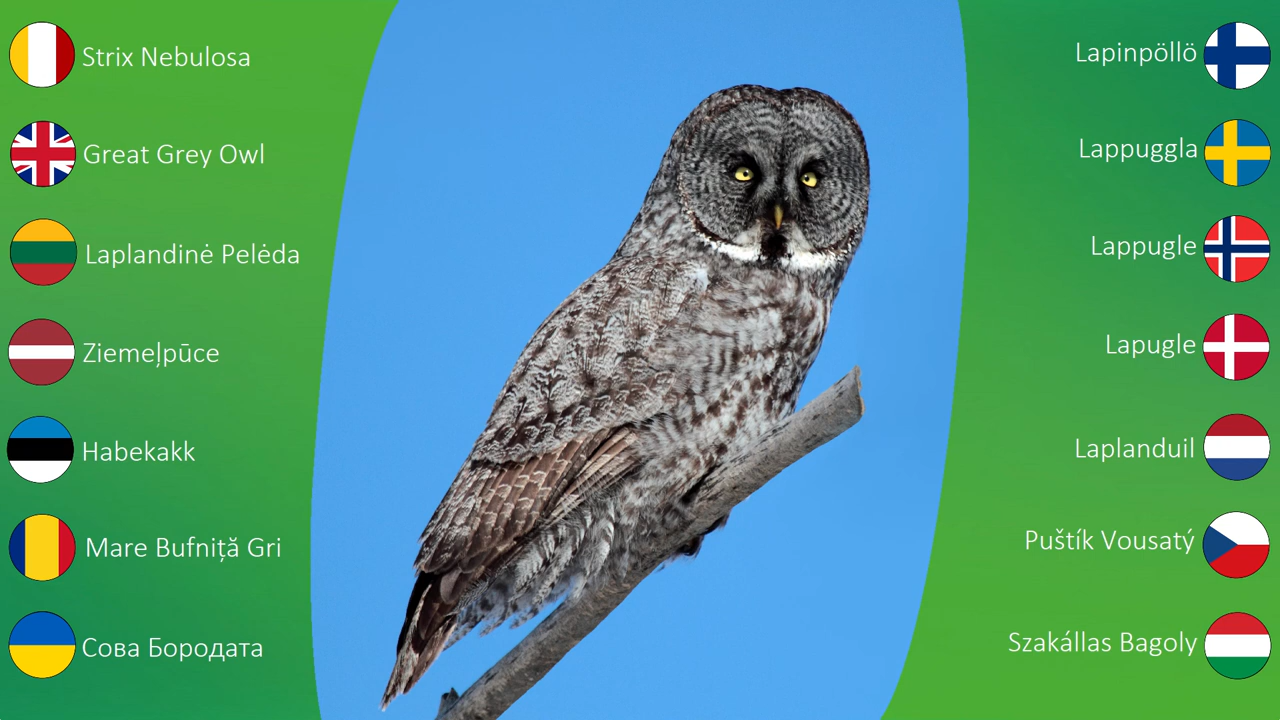 Strix Nebulosa
Great Grey Owl
Laplandinė Pelėda
Ziemeļpūce
Habekakk
Mare Bufniță Gri
Сова Бородата
Lapinpöllö
Lappuggla
Lappugle
Lapugle
Laplanduil
Puštík Vousatý
Szakállas Bagoly